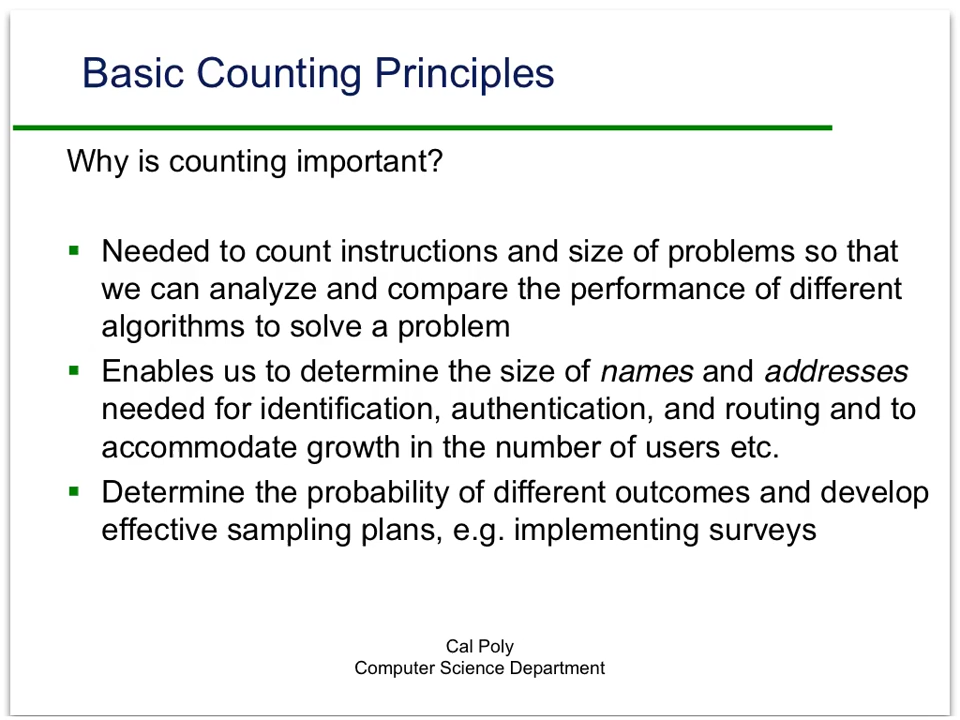 Basic Counting Principles
Why is counting important?
Needed to count instructions and size of problems so that
we can analyze and compare the performance of different
algorithms to solve a problem
Enables us to determine the size of names and addresses
needed for identification, authentication, and routing and to
accommodate growth in the number of users etc.
Determine the probability of different outcomes and develop
effective sampling plans, e.g. implementing surveys
Cal Poly
Computer Science Department